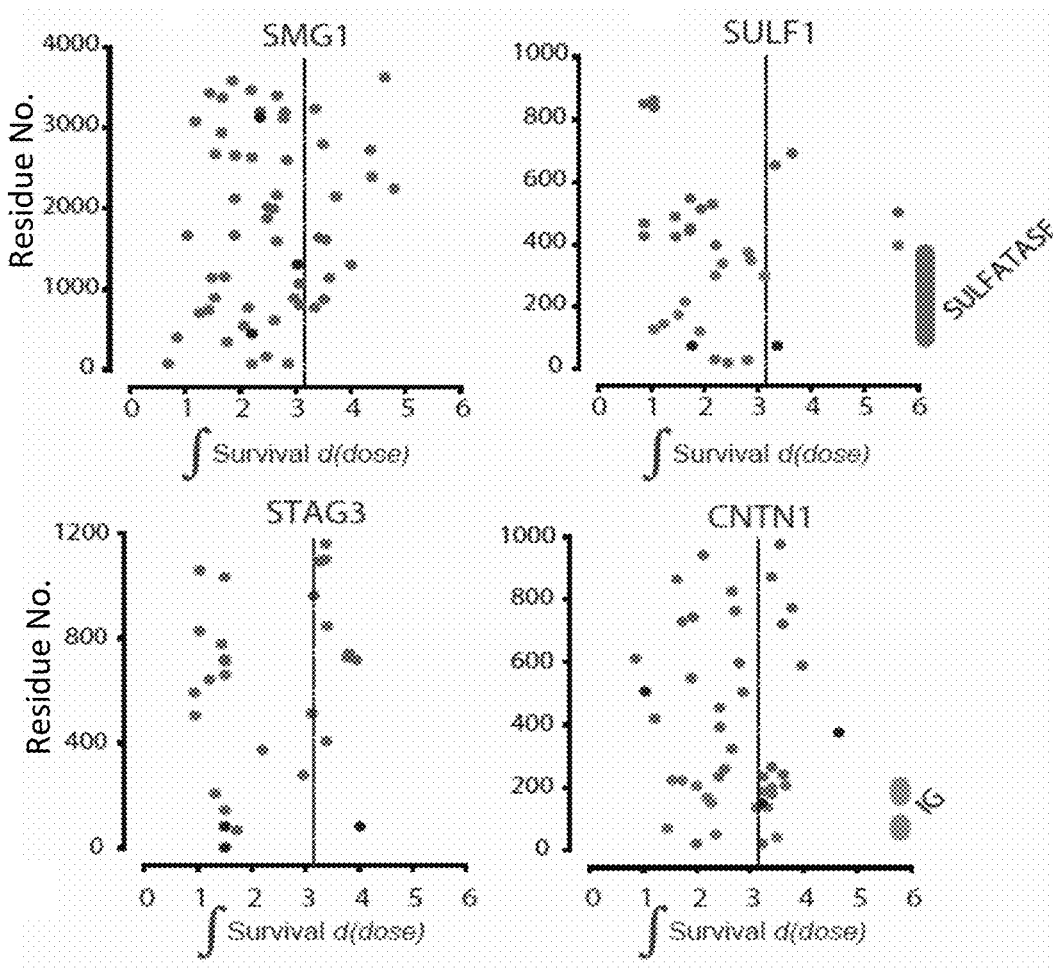 SMG1
4000
3000
2000
1000
0
Residue No.
0 1 2 3 4 5 6
∫ Survival d(dose)
SULF1
1000
800
600
400
200
0
SULFATASE
0 1 2 3 5 6
∫ Survival d(dose)
STAG3
1200
800
400
0
Residue No.
0 1 2 3 4 5 6
∫ Survival d(dose)
CNTN1
1000
800
600
400
200
0
IG
0 1 2 3 4 5 6
∫ Survival d(dose)